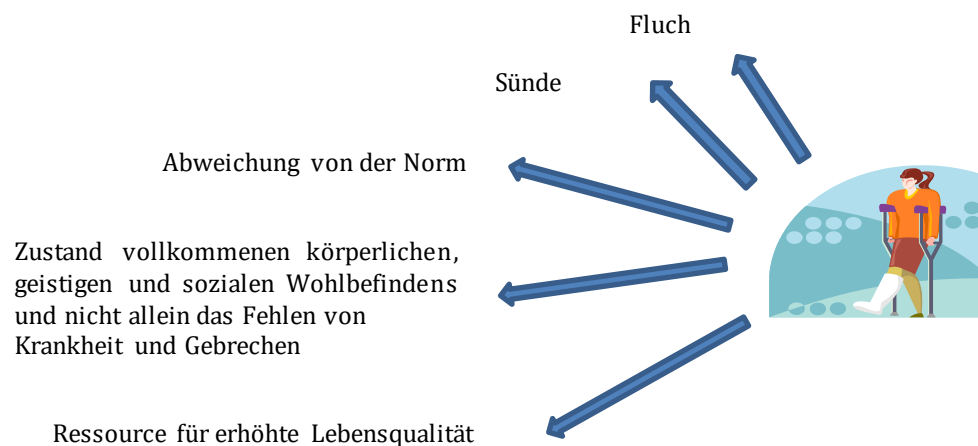 Fluch
Sünde
Abweichung von der Norm
Zustand vollkommenen körperlichen,
geistigen und sozialen Wohlbefindens
und nicht allein das Fehlen von
Krankheit und Gebrechen
Ressource für erhöhte Lebensqualität